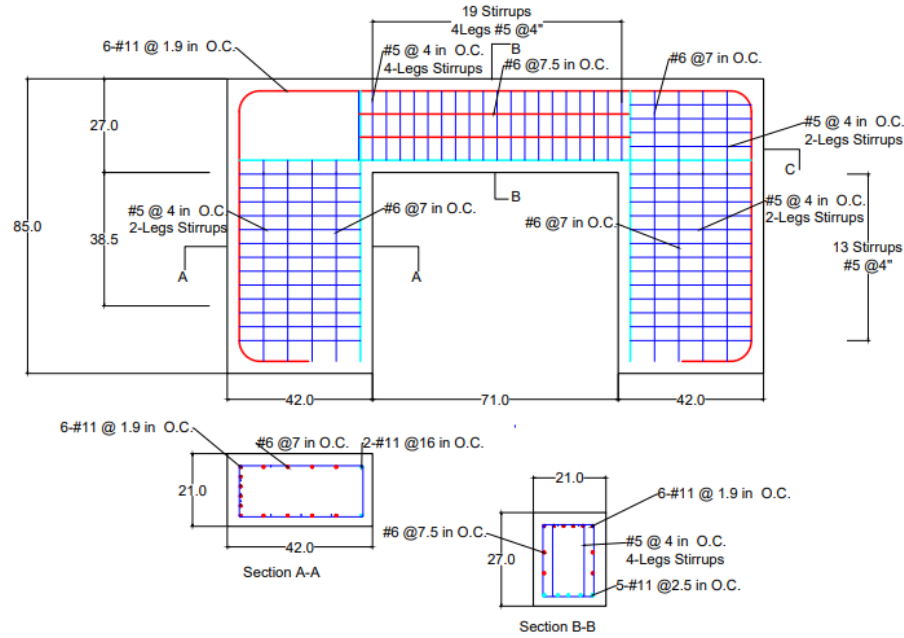 19 Stirrups
4Legs #5 @4"
6-#11 @ 1.9 in O.C.
#5 @ 4 in O.C.
4-Legs Stirrups
B
#6 @7.5 in O.C.
#6 @7 in O.C.
27.0
#5 @ 4 in O.C.
2-Legs Stirrups
C
B
#5 @ 4 in O.C.
2-Legs Stirrups
#6 @7 in O.C.
#5 @ 4 in O.C.
2-Legs Stirrups
85.0
38.5
#6 @7 in O.C.
13 Stirrups
#5 @4"
A
A
42.0
71.0
42.0
6-#11 @ 1.9 in O.C.
#6 @7 in O.C.
2-#11 @16 in O.C.
21.0
42.0
Section A-A
21.0
6-#11 @ 1.9 in O.C.
#6 @7.5 in O.C.
27.0
#5 @ 4 in O.C.
4-Legs Stirrups
5-#11 @2.5 in O.C.
Section B-B